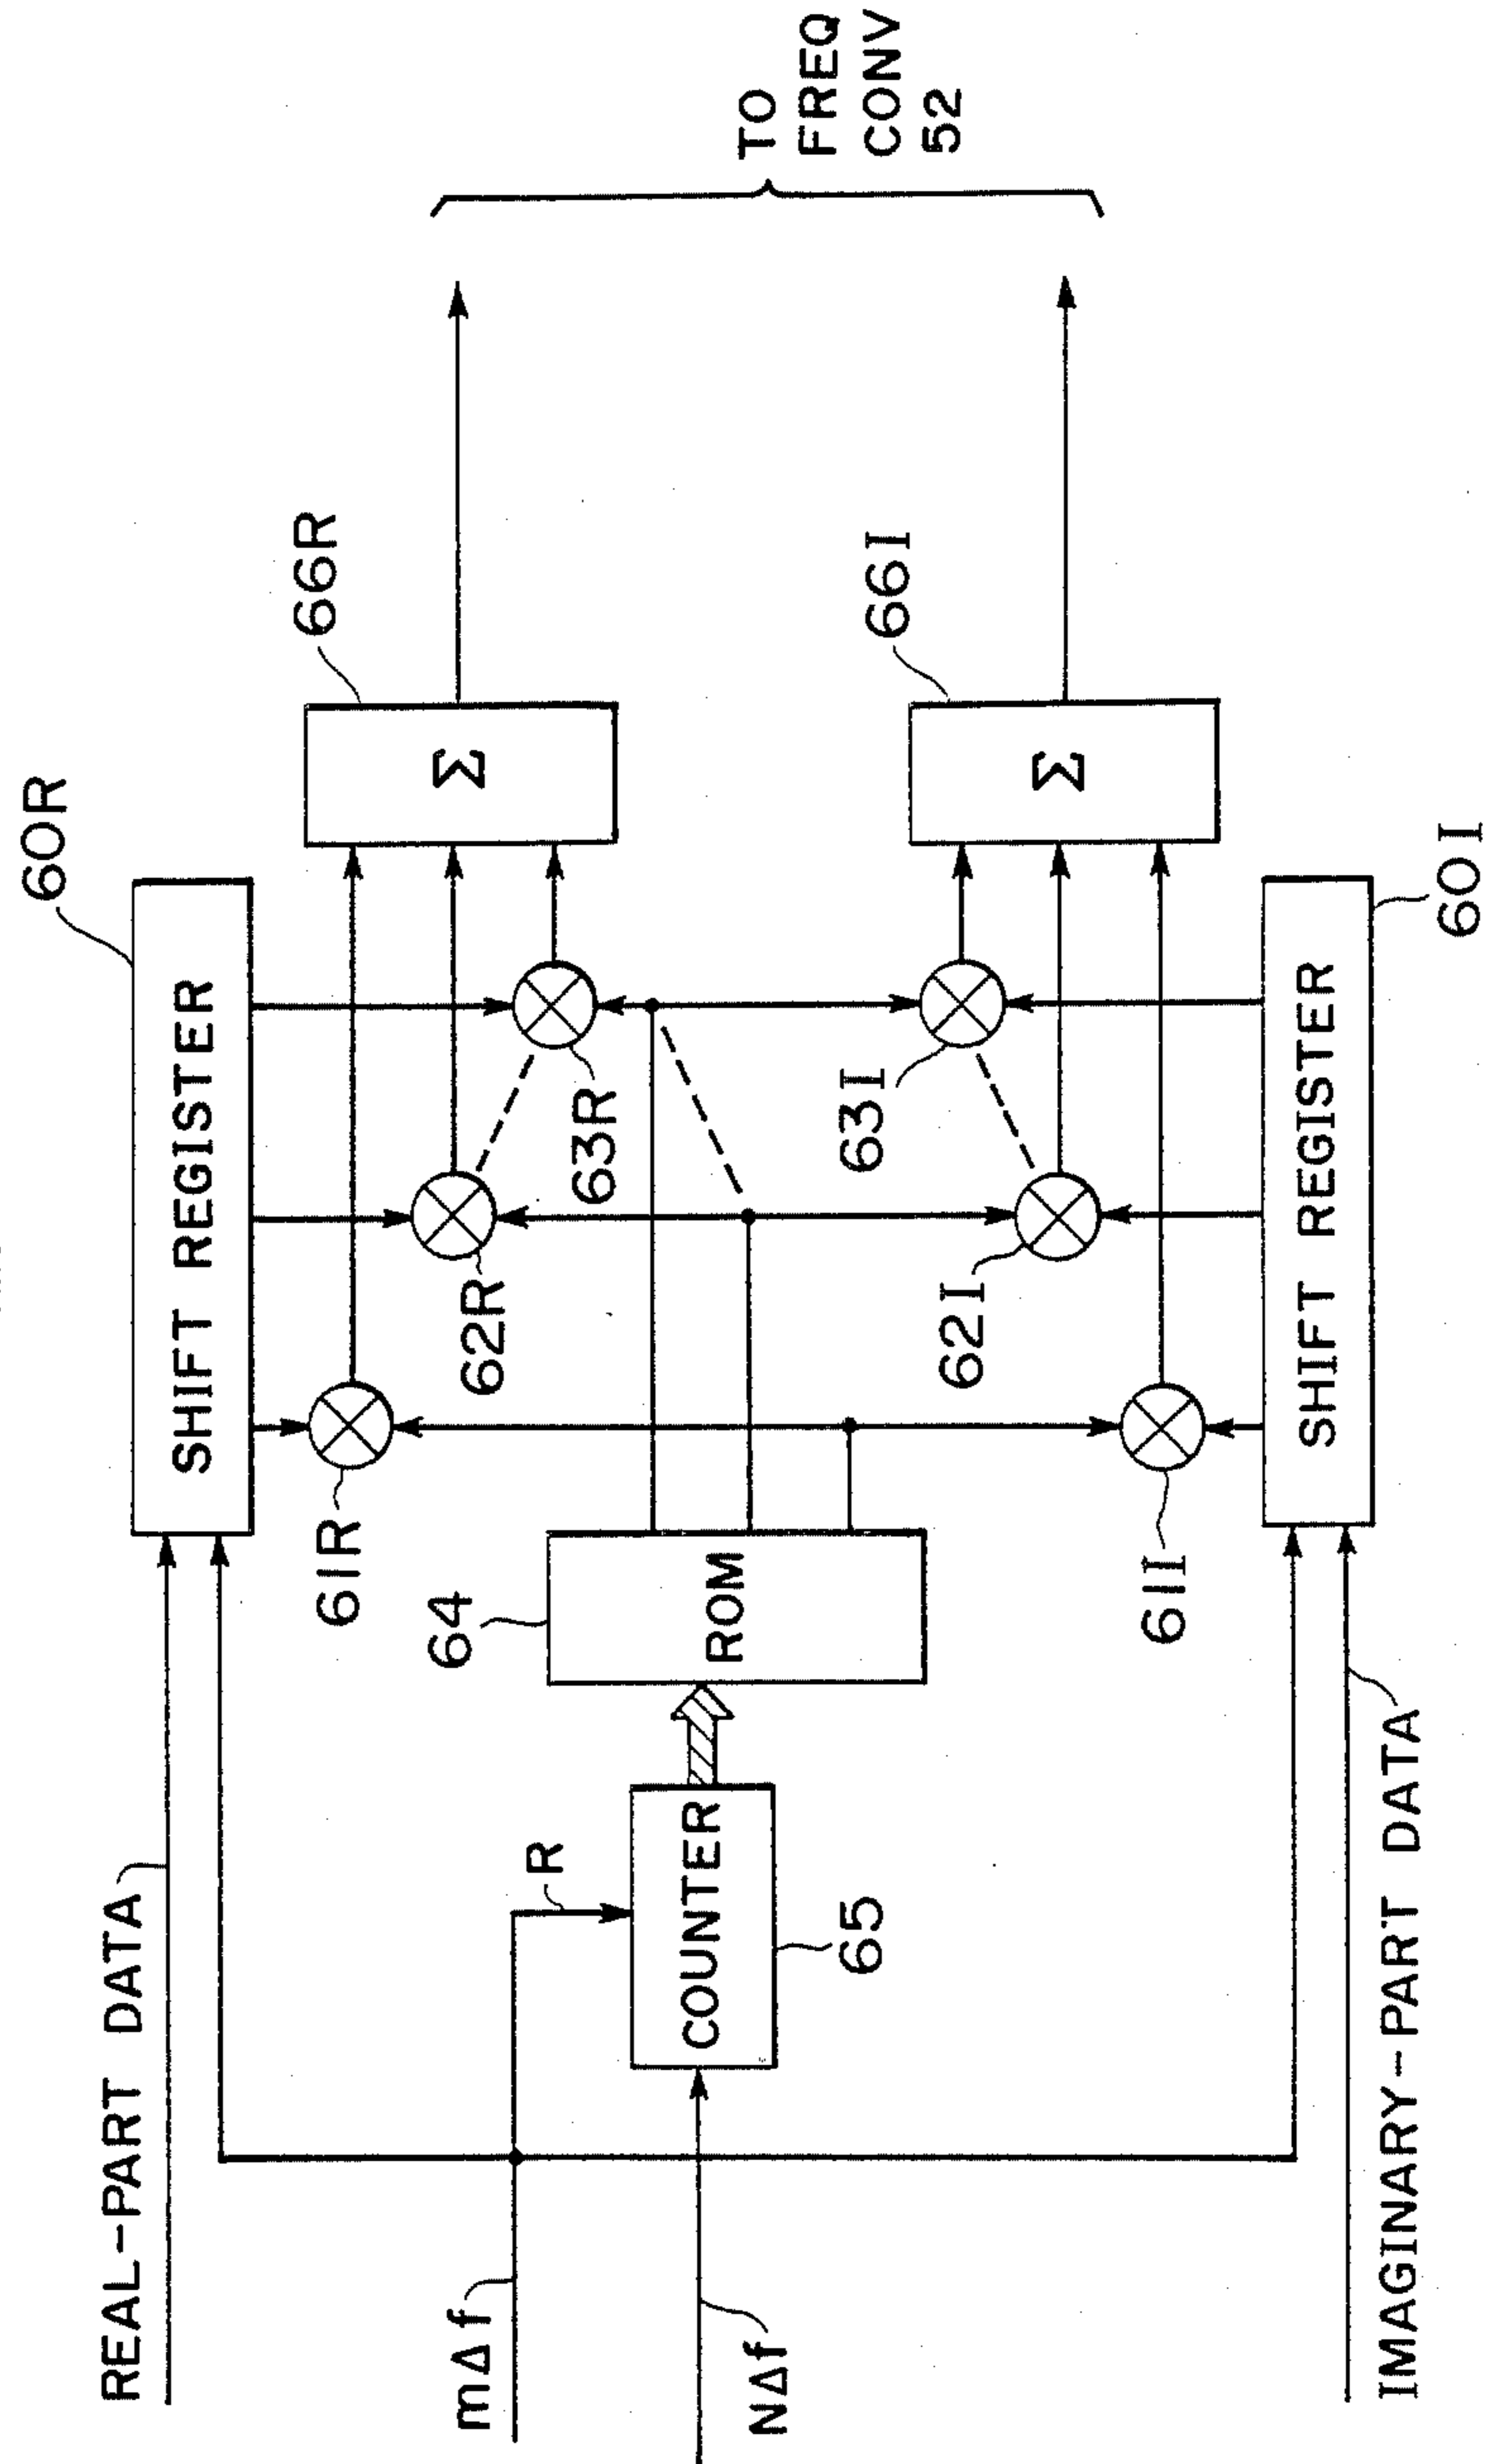 REAL-PART DATA
mΔf
NΔf
IMAGINARY-PART DATA
R
COUNTER
65
64
ROM
61R
62R
63R
61I
62I
63I
60R
SHIFT REGISTER
SHIFT REGISTER
60I
66R
Σ
66I
Σ
TO
FREQ
CONV
52